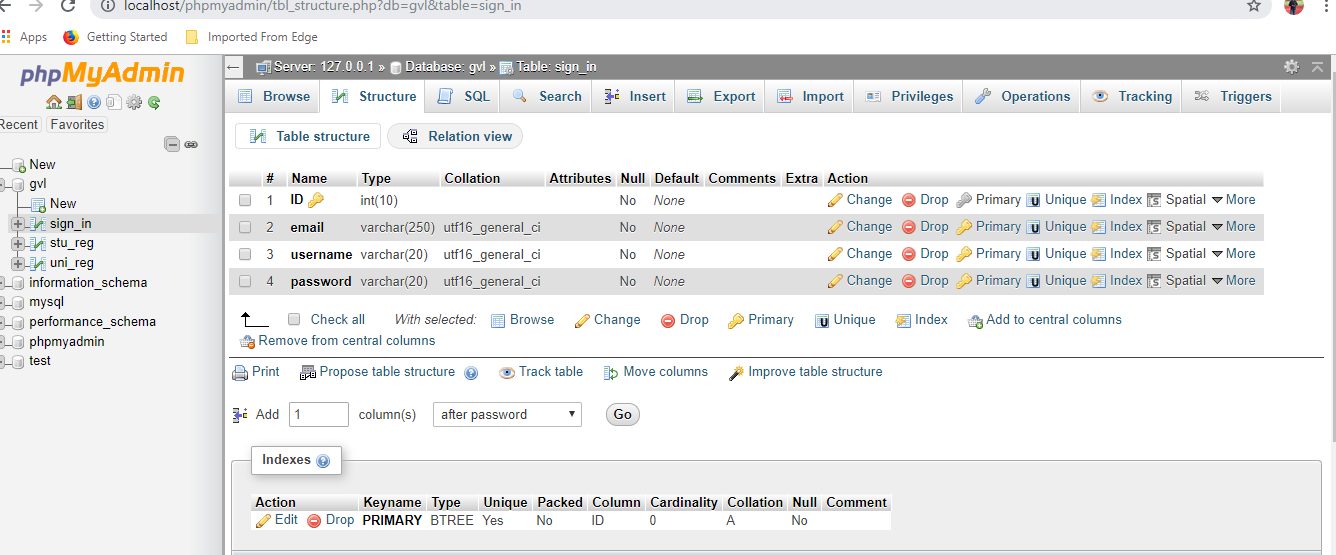 localhost/phpmyadmin/tbl_structure.php?db=gvl&table=sign_in
Apps Getting Started Imported From Edge
phpMyAdmin
Recent Favorites
New
gvl
New
sign_in
stu_reg
uni_reg
information_schema
mysql
performance_schema
phpmyadmin
test
Server: 127.0.0.1 » Database: gvl » Table: sign_in
Browse Structure SQL Search Insert Export Import Privileges Operations Tracking Triggers
Table structure Relation view
# Name Type Collation Attributes Null Default Comments Extra Action
1 ID int(10) No None Change Drop Primary Unique Index Spatial More
2 email varchar(250) utf16_general_ci No None Change Drop Primary Unique Index Spatial More
3 username varchar(20) utf16_general_ci No None Change Drop Primary Unique Index Spatial More
4 password varchar(20) utf16_general_ci No None Change Drop Primary Unique Index Spatial More
Check all With selected: Browse Change Drop Primary Unique Index Add to central columns
Remove from central columns
Print Propose table structure Track table Move columns Improve table structure
Add 1 column(s) after password Go
Indexes
Action Keyname Type Unique Packed Column Cardinality Collation Null Comment
Edit Drop PRIMARY BTREE Yes No ID 0 A No